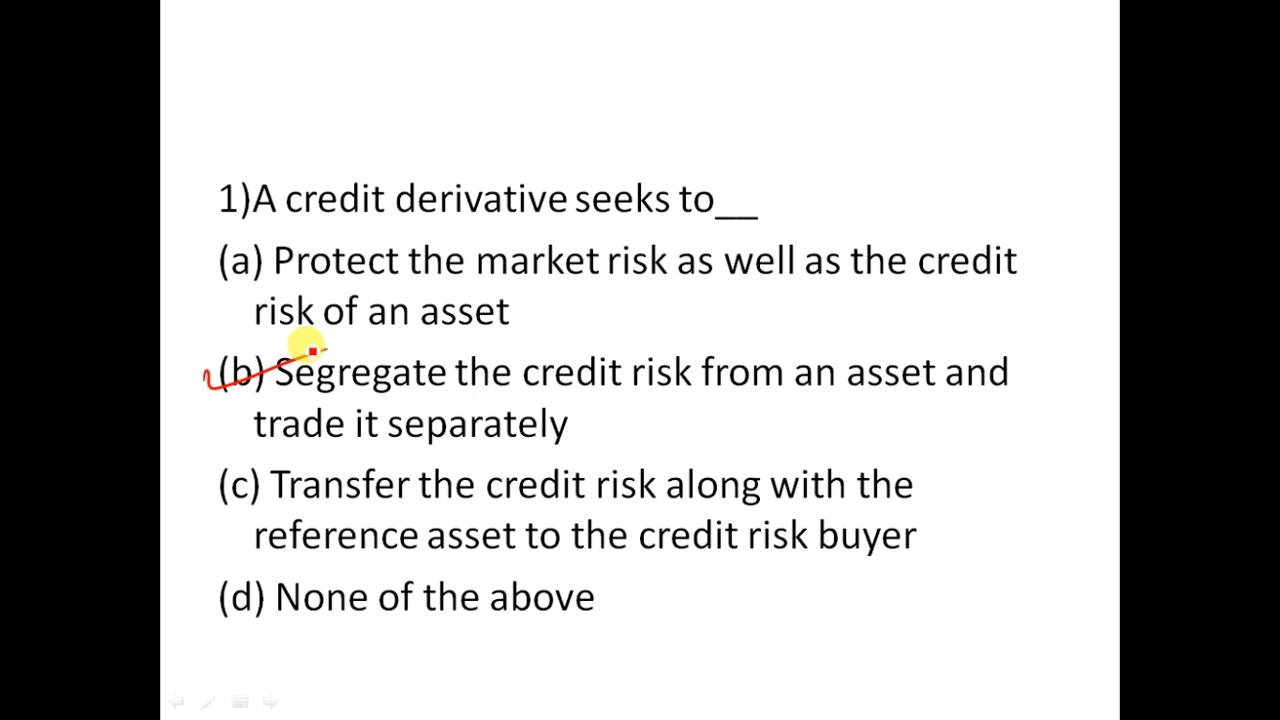 1)A credit derivative seeks to__
(a) Protect the market risk as well as the credit
risk of an asset
(b) Segregate the credit risk from an asset and
trade it separately
(c) Transfer the credit risk along with the
reference asset to the credit risk buyer
(d) None of the above